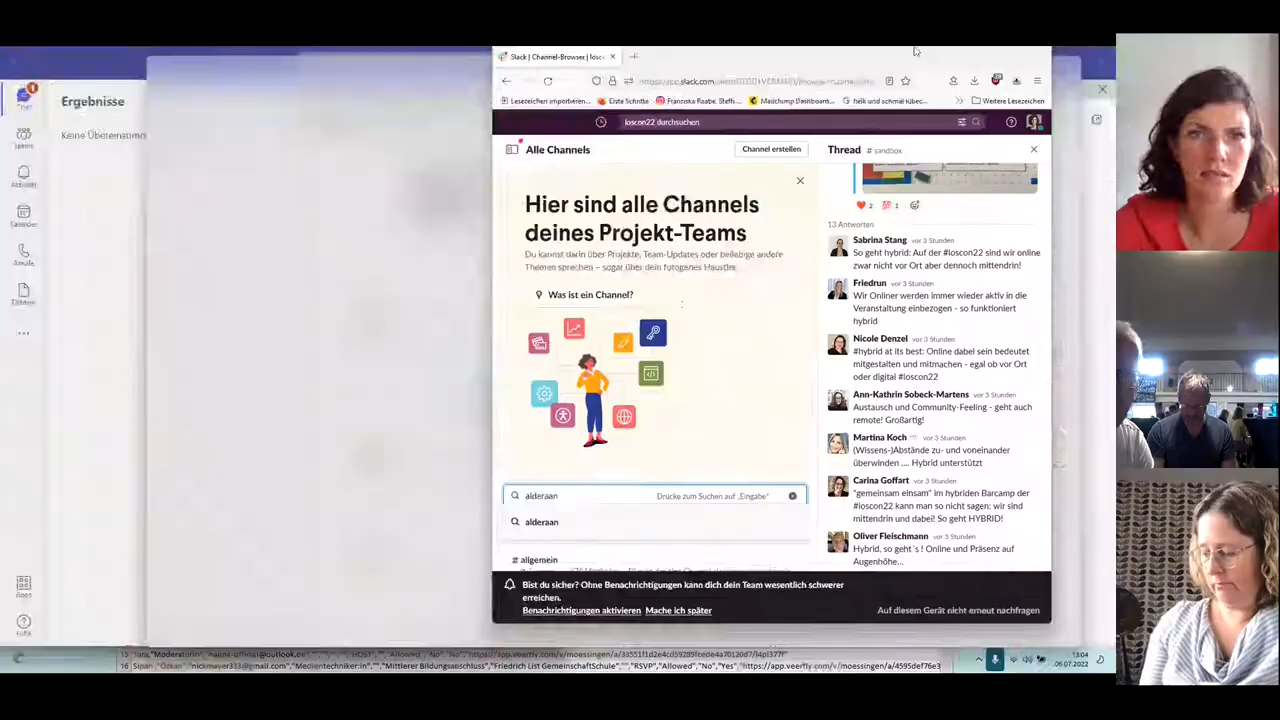 Slack | Channel-Browser | losc
Lesezeichen importieren...
Erste Schritte
Franziska Raabe, Steffi...
Mailchimp Dashboard...
Weitere Lesezeichen
loscon22 durchsuchen
Ergebnisse
Alle Channels
Channel erstellen
Thread # sandbox
Hier sind alle Channels
deines Projekt-Teams
Du kannst darin über Projekte, Team-Updates oder beliebige andere
Themen sprechen – sogar über dein fotogenes Haustier.
Was ist ein Channel?
alderaan
Drücke zum Suchen auf „Eingabe"
alderaan
# allgemein
2
1
13 Antworten
Sabrina Stang vor 3 Stunden
So geht hybrid: Auf der #loscon22 sind wir online
zwar nicht vor Ort aber dennoch mittendrin!
Friedrun vor 3 Stunden
Wir Onliner werden immer wieder aktiv in die
Veranstaltung einbezogen - so funktioniert
hybrid
Nicole Denzel vor 3 Stunden
#hybrid at its best: Online dabei sein bedeutet
mitgestalten und mitmachen - egal ob vor Ort
oder digital #loscon22
Ann-Kathrin Sobeck-Martens vor 3 Stunden
Austausch und Community-Feeling - geht auch
remote! Großartig!
Martina Koch vor 3 Stunden
(Wissens-)Abstände zu- und voneinander
überwinden .... Hybrid unterstützt
Carina Goffart vor 3 Stunden
"gemeinsam einsam" im hybriden Barcamp der
#loscon22 kann man so nicht sagen: wir sind
mittendrin und dabei! So geht HYBRID!
Oliver Fleischmann vor 3 Stunden
Hybrid, so geht´s ! Online und Präsenz auf
Augenhöhe...
Bist du sicher? Ohne Benachrichtigungen kann dich dein Team wesentlich schwerer
erreichen.
Benachrichtigungen aktivieren Mache ich später
Auf diesem Gerät nicht erneut nachfragen
13:04
06.07.2022